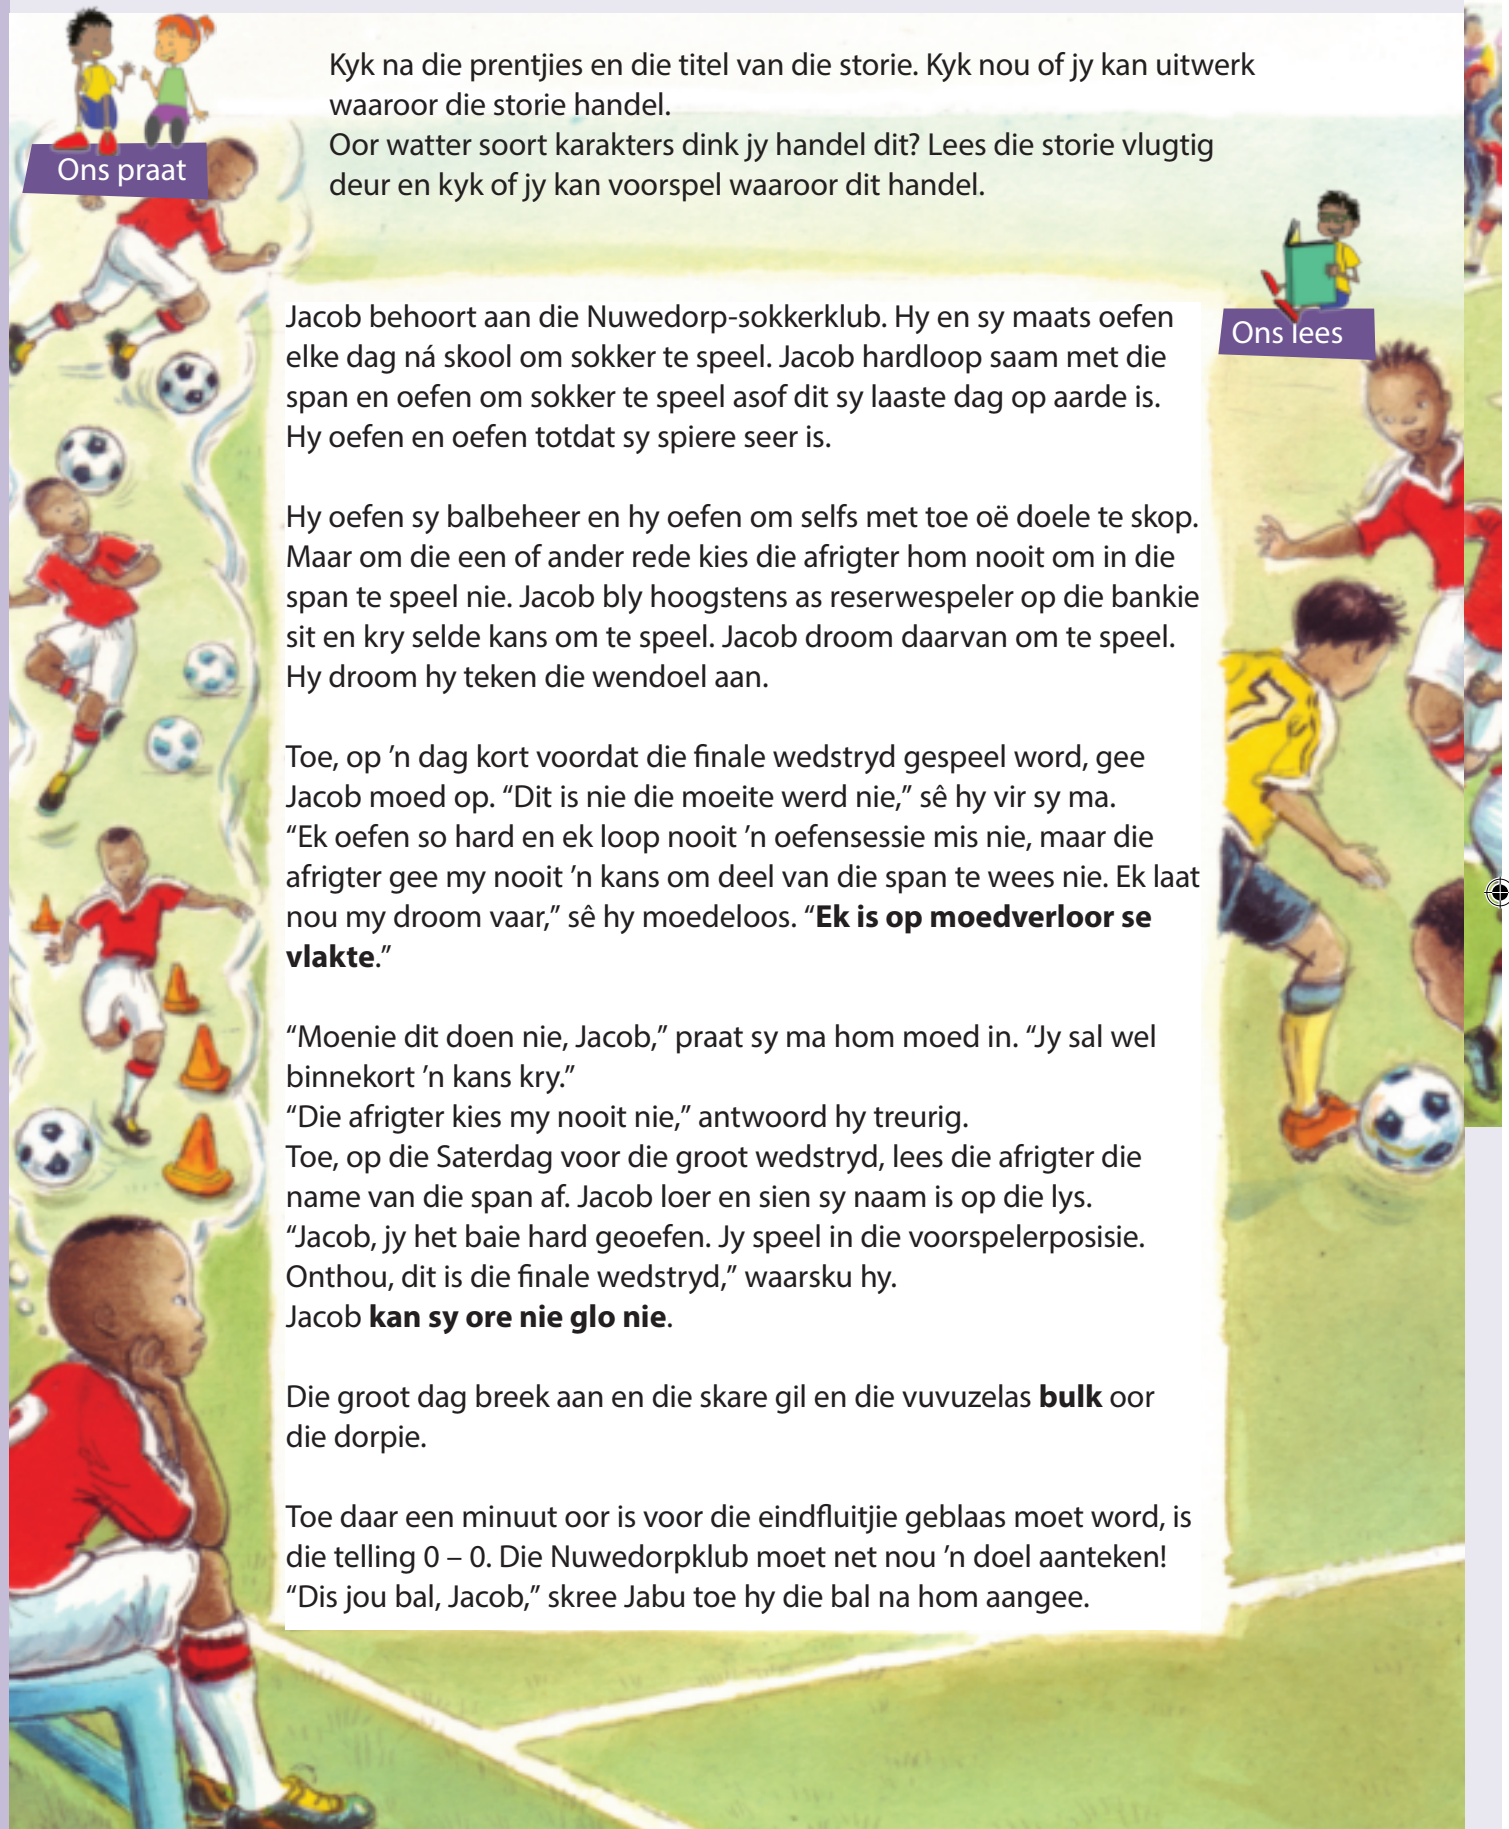 Kyk na die prentjies en die titel van die storie. Kyk nou of jy kan uitwerk
waaroor die storie handel.
Oor watter soort karakters dink jy handel dit? Lees die storie vlugtig
deur en kyk of jy kan voorspel waaroor dit handel.
Ons praat
Ons lees
Jacob behoort aan die Nuwedorp-sokkerklub. Hy en sy maats oefen
elke dag ná skool om sokker te speel. Jacob hardloop saam met die
span en oefen om sokker te speel asof dit sy laaste dag op aarde is.
Hy oefen en oefen totdat sy spiere seer is.
Hy oefen sy balbeheer en hy oefen om selfs met toe oë doele te skop.
Maar om die een of ander rede kies die afrigter hom nooit om in die
span te speel nie. Jacob bly hoogstens as reserwespeler op die bankie
sit en kry selde kans om te speel. Jacob droom daarvan om te speel.
Hy droom hy teken die wendoel aan.
Toe, op ’n dag kort voordat die finale wedstryd gespeel word, gee
Jacob moed op. “Dit is nie die moeite werd nie,” sê hy vir sy ma.
“Ek oefen so hard en ek loop nooit ’n oefensessie mis nie, maar die
afrigter gee my nooit ’n kans om deel van die span te wees nie. Ek laat
nou my droom vaar,” sê hy moedeloos. “Ek is op moedverloor se
vlakte.”
“Moenie dit doen nie, Jacob,” praat sy ma hom moed in. “Jy sal wel
binnekort ’n kans kry.”
“Die afrigter kies my nooit nie,” antwoord hy treurig.
Toe, op die Saterdag voor die groot wedstryd, lees die afrigter die
name van die span af. Jacob loer en sien sy naam is op die lys.
“Jacob, jy het baie hard geoefen. Jy speel in die voorspelerposisie.
Onthou, dit is die finale wedstryd,” waarsku hy.
Jacob kan sy ore nie glo nie.
Die groot dag breek aan en die skare gil en die vuvuzelas bulk oor
die dorpie.
Toe daar een minuut oor is voor die eindfluitjie geblaas moet word, is
die telling 0 – 0. Die Nuwedorpklub moet net nou ’n doel aanteken!
“Dis jou bal, Jacob,” skree Jabu toe hy die bal na hom aangee.